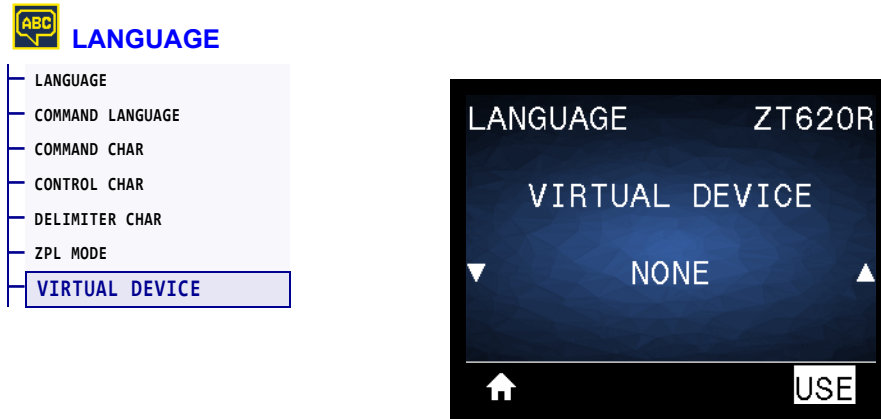 ABC
LANGUAGE
LANGUAGE
COMMAND LANGUAGE
COMMAND CHAR
CONTROL CHAR
DELIMITER CHAR
ZPL MODE
VIRTUAL DEVICE
LANGUAGE ZT620R
VIRTUAL DEVICE
NONE
USE